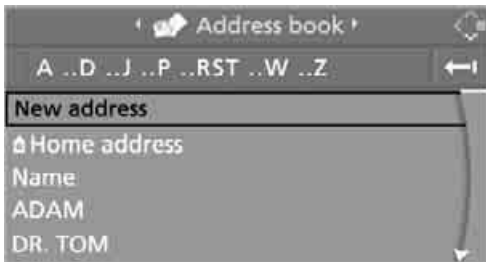 Address book
A ..D ..J ..P ..RST ..W ..Z
New address
Home address
Name
ADAM
DR. TOM